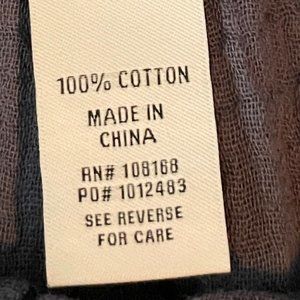 100% COTTON
MADE IN
CHINA
RN# 108168
PO# 1012483
SEE REVERSE
FOR CARE